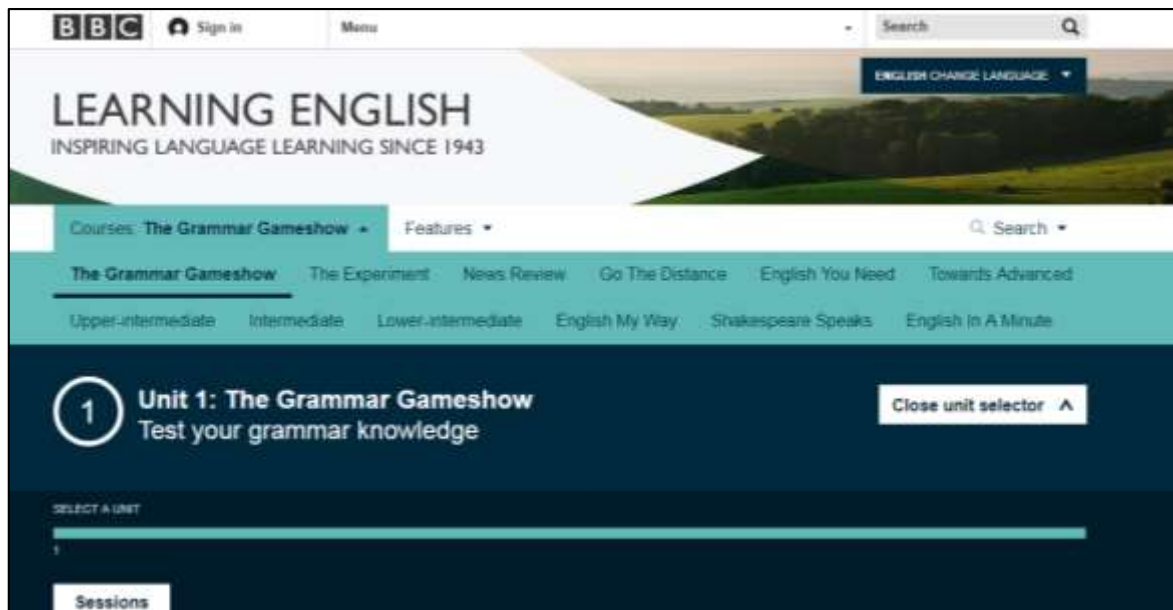 BBC Sign in Menu Search
ENGLISH CHANGE LANGUAGE
LEARNING ENGLISH
INSPIRING LANGUAGE LEARNING SINCE 1943
Courses: The Grammar Gameshow Features Search
The Grammar Gameshow The Experiment News Review Go The Distance English You Need Towards Advanced
Upper-intermediate Intermediate Lower-intermediate English My Way Shakespeare Speaks English In A Minute
1 Unit 1: The Grammar Gameshow
Test your grammar knowledge
Close unit selector
SELECT A UNIT
1
Sessions